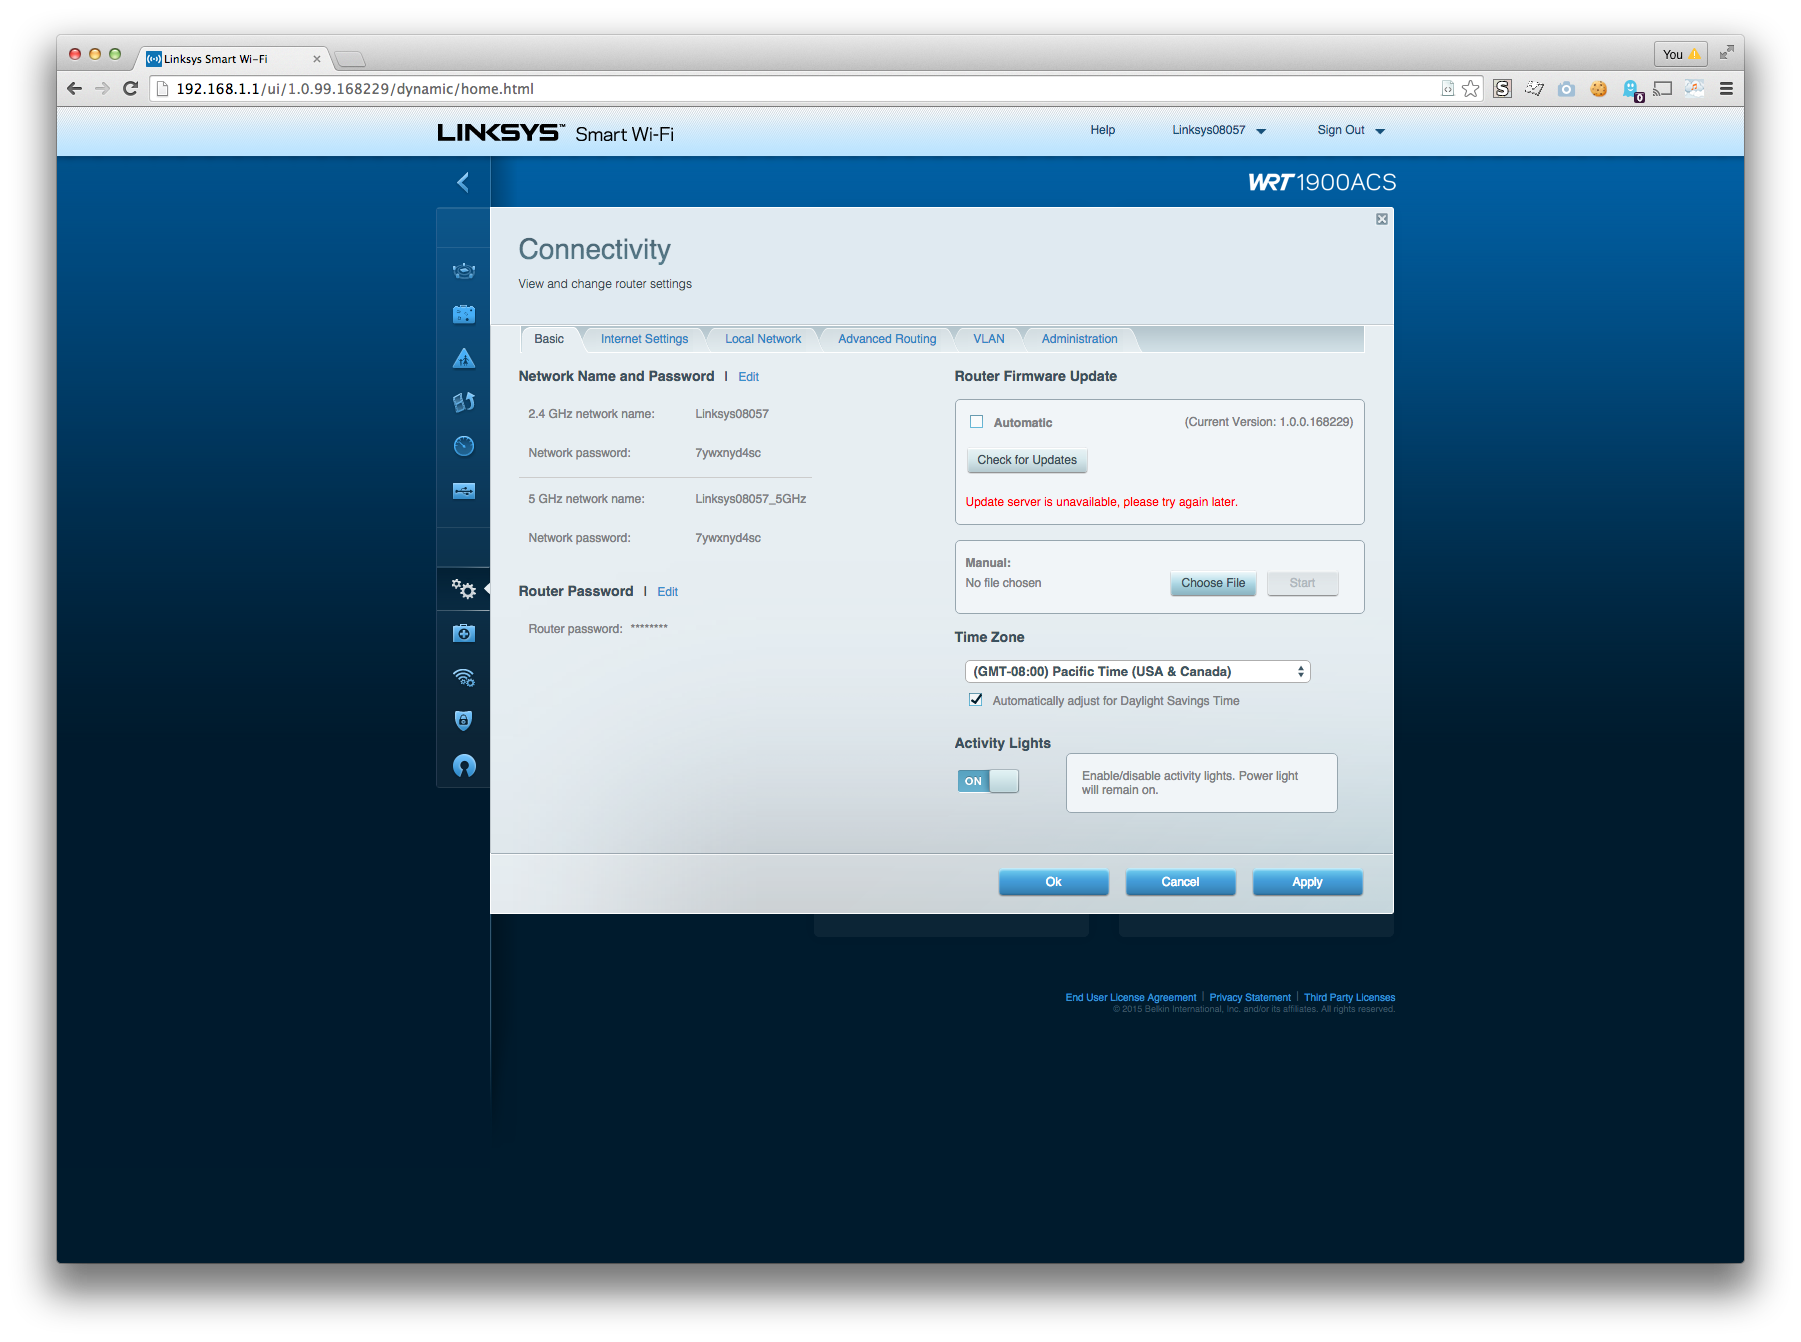 Linksys Smart Wi-Fi
You
192.168.1.1/ui/1.0.99.168229/dynamic/home.html
S
0
LINKSYS™ Smart Wi-Fi
Help
Linksys08057
Sign Out
WRT1900ACS
Connectivity
View and change router settings
Basic
Internet Settings
Local Network
Advanced Routing
VLAN
Administration
Network Name and Password | Edit
2.4 GHz network name: Linksys08057
Network password: 7ywxnyd4sc
5 GHz network name: Linksys08057_5GHz
Network password: 7ywxnyd4sc
Router Password | Edit
Router password: ********
Router Firmware Update
Automatic
(Current Version: 1.0.0.168229)
Check for Updates
Update server is unavailable, please try again later.
Manual:
No file chosen
Choose File
Start
Time Zone
(GMT-08:00) Pacific Time (USA & Canada)
Automatically adjust for Daylight Savings Time
Activity Lights
ON
Enable/disable activity lights. Power light
will remain on.
Ok
Cancel
Apply
End User License Agreement | Privacy Statement | Third Party Licenses
© 2015 Belkin International, Inc. and/or its affiliates. All rights reserved.